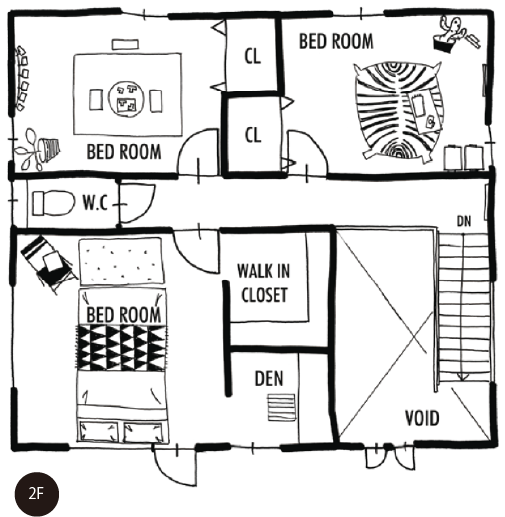 CL
BED ROOM
BED ROOM
CL
W.C
DN
WALK IN
CLOSET
BED ROOM
DEN
VOID
2F